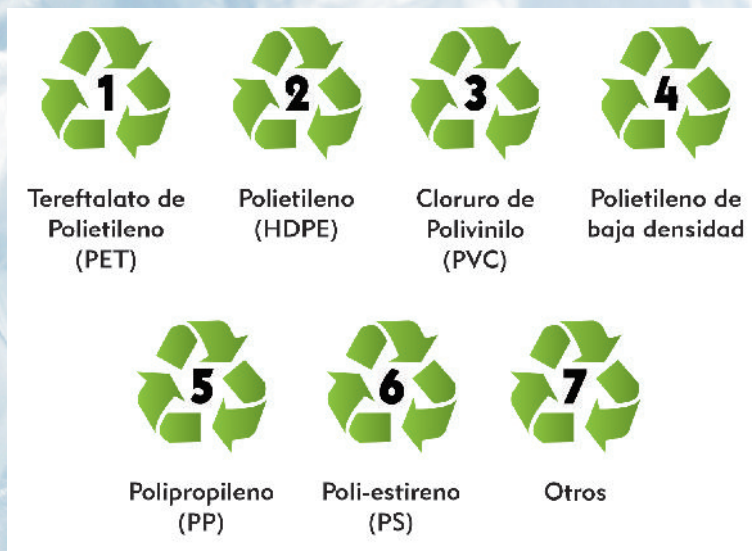 1
2
3
4
Tereftalato de
Polietileno
(PET)
Polietileno
(HDPE)
Cloruro de
Polivinilo
(PVC)
Polietileno de
baja densidad
5
6
7
Polipropileno
(PP)
Poli-estireno
(PS)
Otros